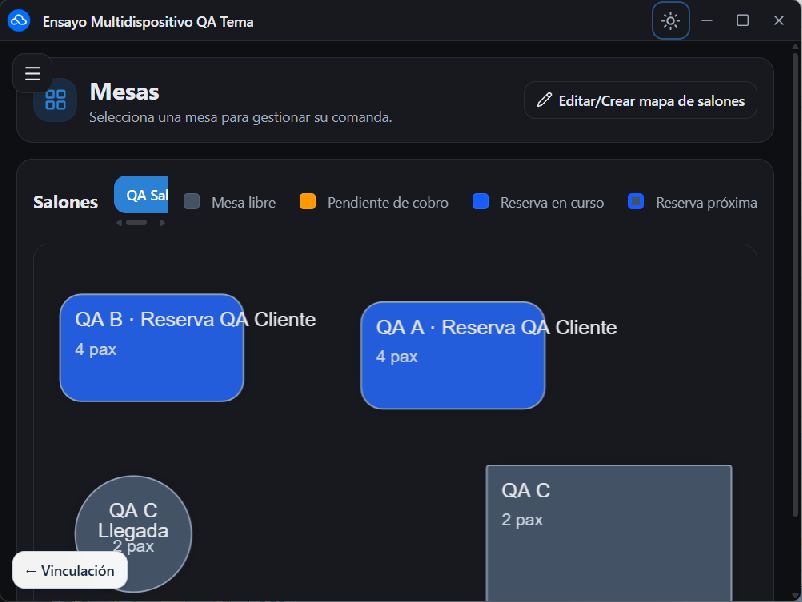 Ensayo Multidispositivo QA Tema
Mesas
Selecciona una mesa para gestionar su comanda.
Editar/Crear mapa de salones
Salones
QA Sal
Mesa libre
Pendiente de cobro
Reserva en curso
Reserva próxima
QA B · Reserva QA Cliente
4 pax
QA A · Reserva QA Cliente
4 pax
QA C
Llegada
2 pax
QA C
2 pax
← Vinculación